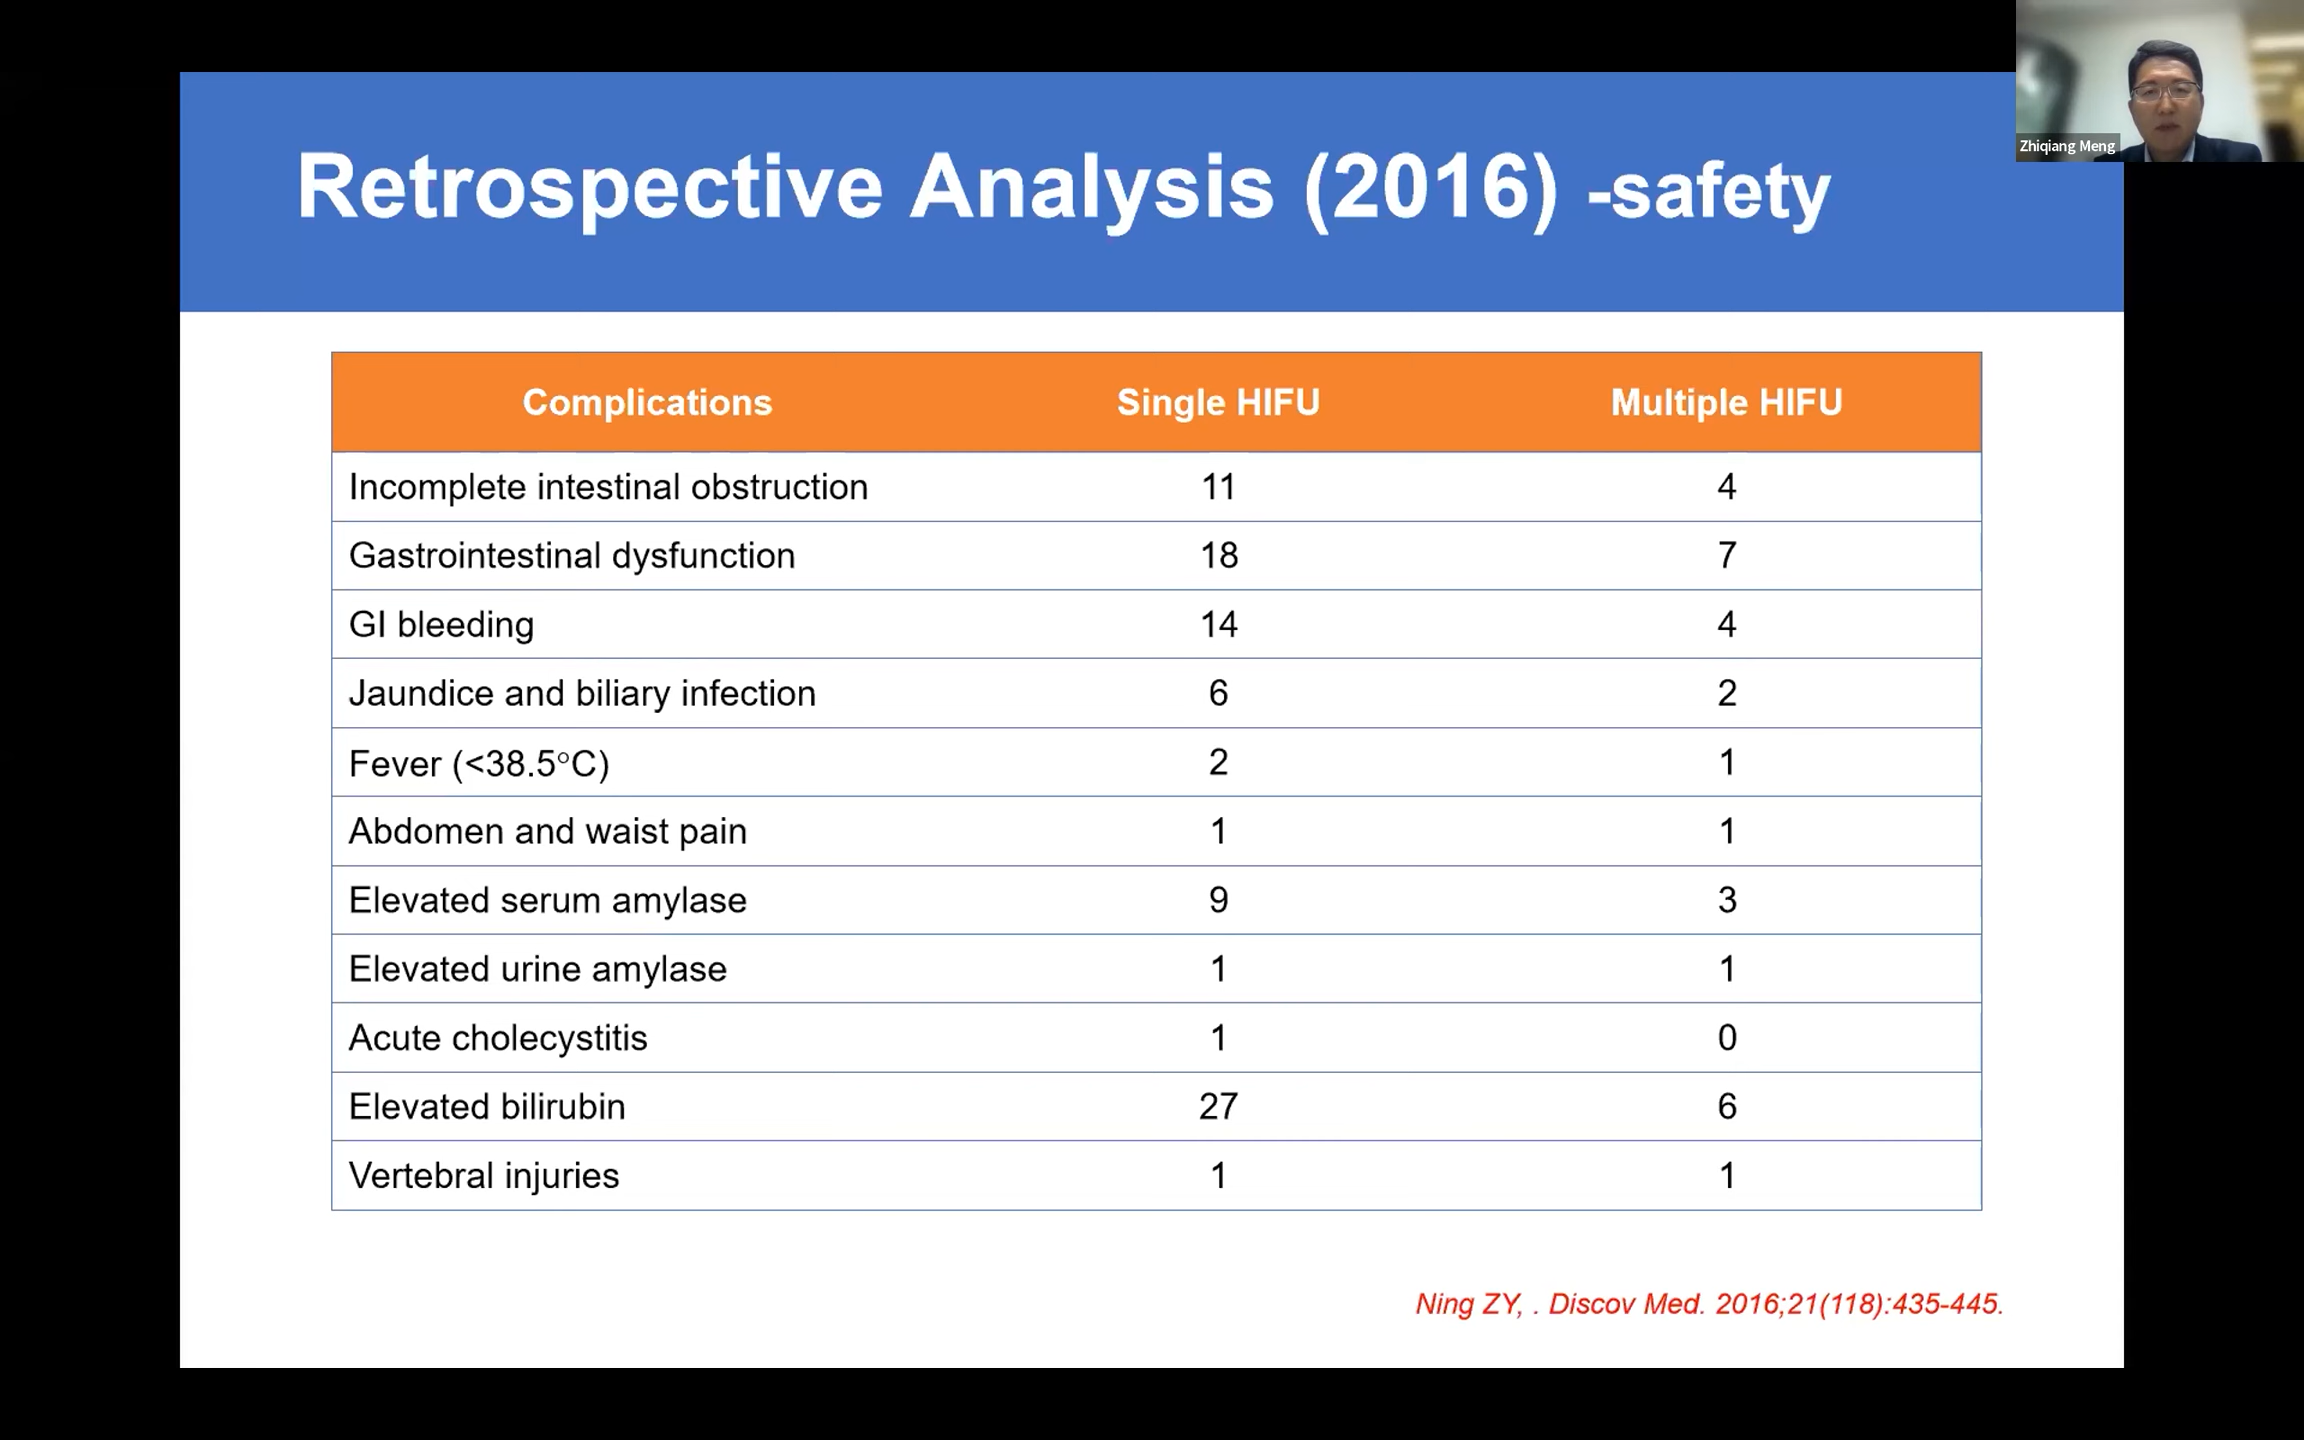 Zhiqiang Meng
Retrospective Analysis (2016) -safety
Complications Single HIFU Multiple HIFU
Incomplete intestinal obstruction 11 4
Gastrointestinal dysfunction 18 7
GI bleeding 14 4
Jaundice and biliary infection 6 2
Fever (<38.5°C) 2 1
Abdomen and waist pain 1 1
Elevated serum amylase 9 3
Elevated urine amylase 1 1
Acute cholecystitis 1 0
Elevated bilirubin 27 6
Vertebral injuries 1 1
Ning ZY, . Discov Med. 2016;21(118):435-445.